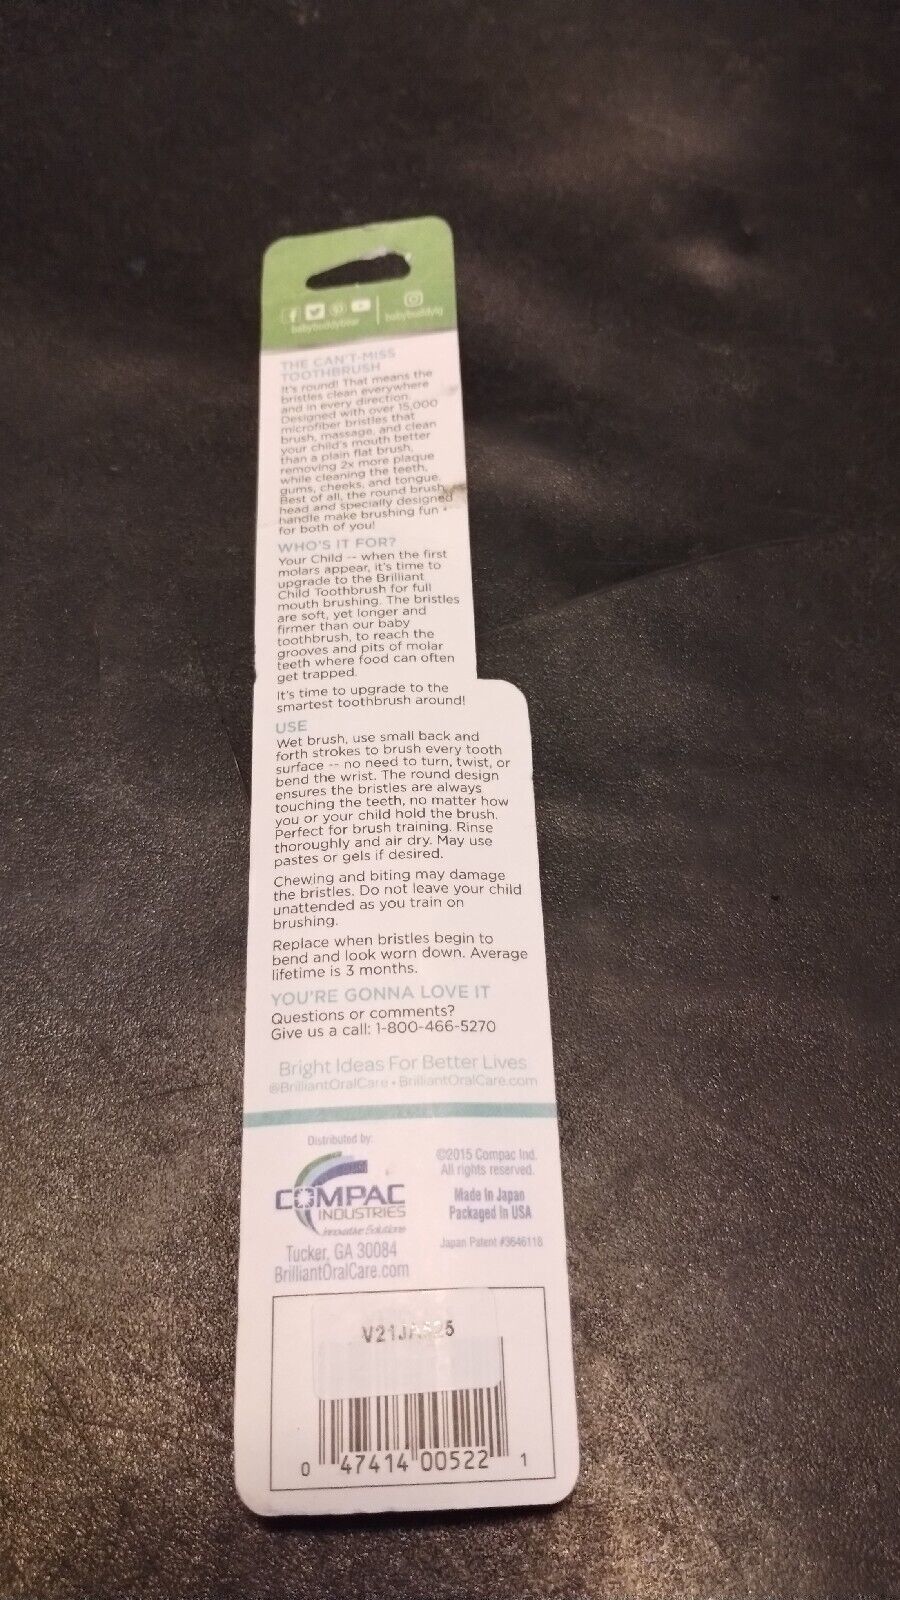 babybuddybear
babybuddyig
THE CAN'T-MISS
TOOTHBRUSH
It's round! That means the
bristles clean everywhere
and in every direction.
Designed with over 15,000
microfiber bristles that
brush, massage, and clean
your child's mouth better
than a plain flat brush,
removing 2x more plaque
while cleaning the teeth,
gums, cheeks, and tongue.
Best of all, the round brush
head and specially designed
handle make brushing fun -
for both of you!
WHO'S IT FOR?
Your Child -- when the first
molars appear, it's time to
upgrade to the Brilliant
Child Toothbrush for full
mouth brushing. The bristles
are soft, yet longer and
firmer than our baby
toothbrush, to reach the
grooves and pits of molar
teeth where food can often
get trapped.
It's time to upgrade to the
smartest toothbrush around!
USE
Wet brush, use small back and
forth strokes to brush every tooth
surface -- no need to turn, twist, or
bend the wrist. The round design
ensures the bristles are always
touching the teeth, no matter how
you or your child hold the brush.
Perfect for brush training. Rinse
thoroughly and air dry. May use
pastes or gels if desired.
Chewing and biting may damage
the bristles. Do not leave your child
unattended as you train on
brushing.
Replace when bristles begin to
bend and look worn down. Average
lifetime is 3 months.
YOU'RE GONNA LOVE IT
Questions or comments?
Give us a call: 1-800-466-5270
Bright Ideas For Better Lives
@BrilliantOralCare • BrilliantOralCare.com
Distributed by:
COMPAC
INDUSTRIES
Innovative Solutions
Tucker, GA 30084
BrilliantOralCare.com
©2015 Compac Ind.
All rights reserved.
Made In Japan
Packaged In USA
Japan Patent #3646118
0 47414 00522 1